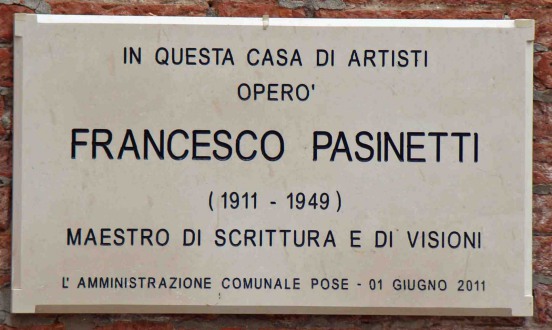 IN QUESTA CASA DI ARTISTI
OPERO'
FRANCESCO PASINETTI
( 1911 - 1949 )
MAESTRO DI SCRITTURA E DI VISIONI
L' AMMINISTRAZIONE COMUNALE POSE - 01 GIUGNO 2011